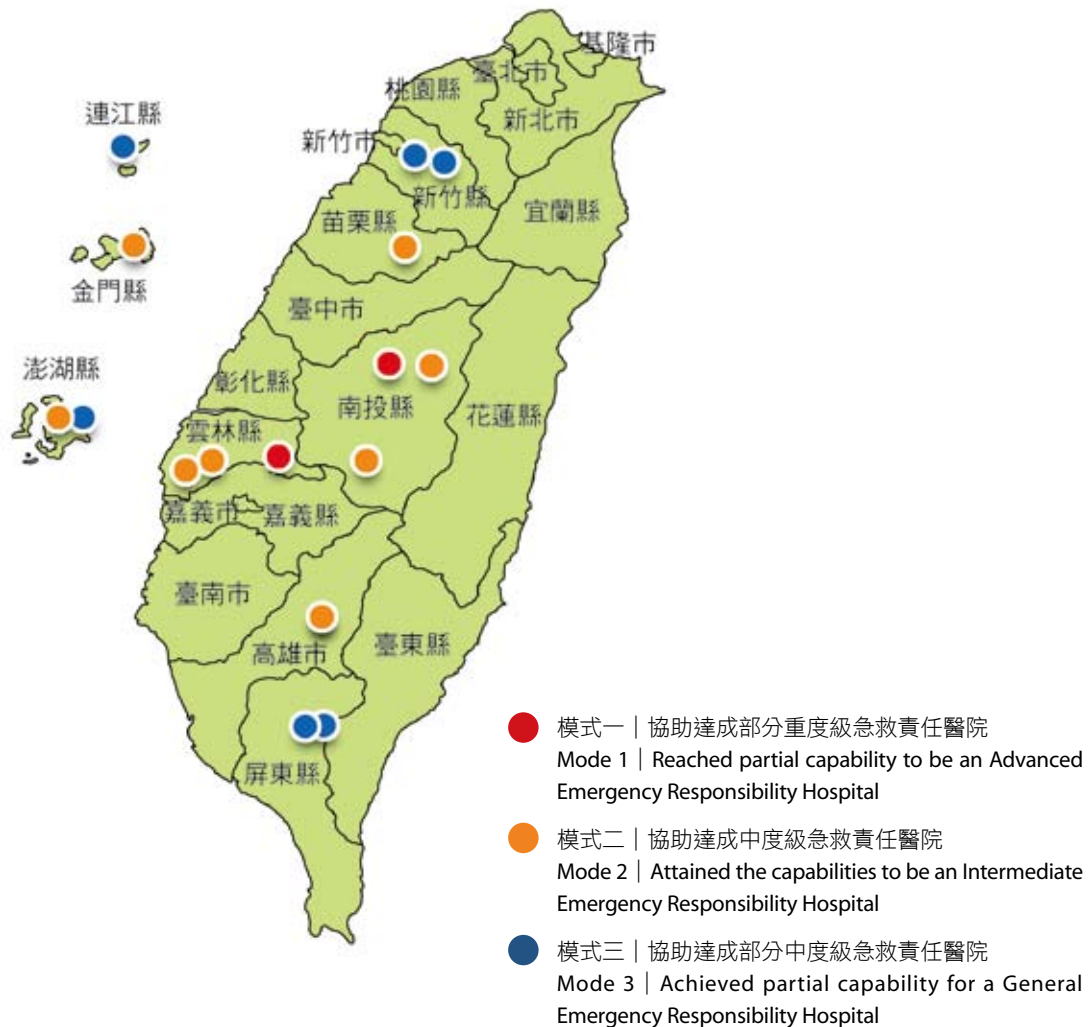 基隆市
臺北市
桃園縣
新北市
連江縣
新竹市
新竹縣
宜蘭縣
苗栗縣
金門縣
臺中市
澎湖縣
彰化縣
南投縣
花蓮縣
雲林縣
嘉義市
嘉義縣
臺南市
高雄市
臺東縣
屏東縣
模式一｜協助達成部分重度級急救責任醫院
Mode 1｜Reached partial capability to be an Advanced
Emergency Responsibility Hospital
模式二｜協助達成中度級急救責任醫院
Mode 2｜Attained the capabilities to be an Intermediate
Emergency Responsibility Hospital
模式三｜協助達成部分中度級急救責任醫院
Mode 3｜Achieved partial capability for a General
Emergency Responsibility Hospital